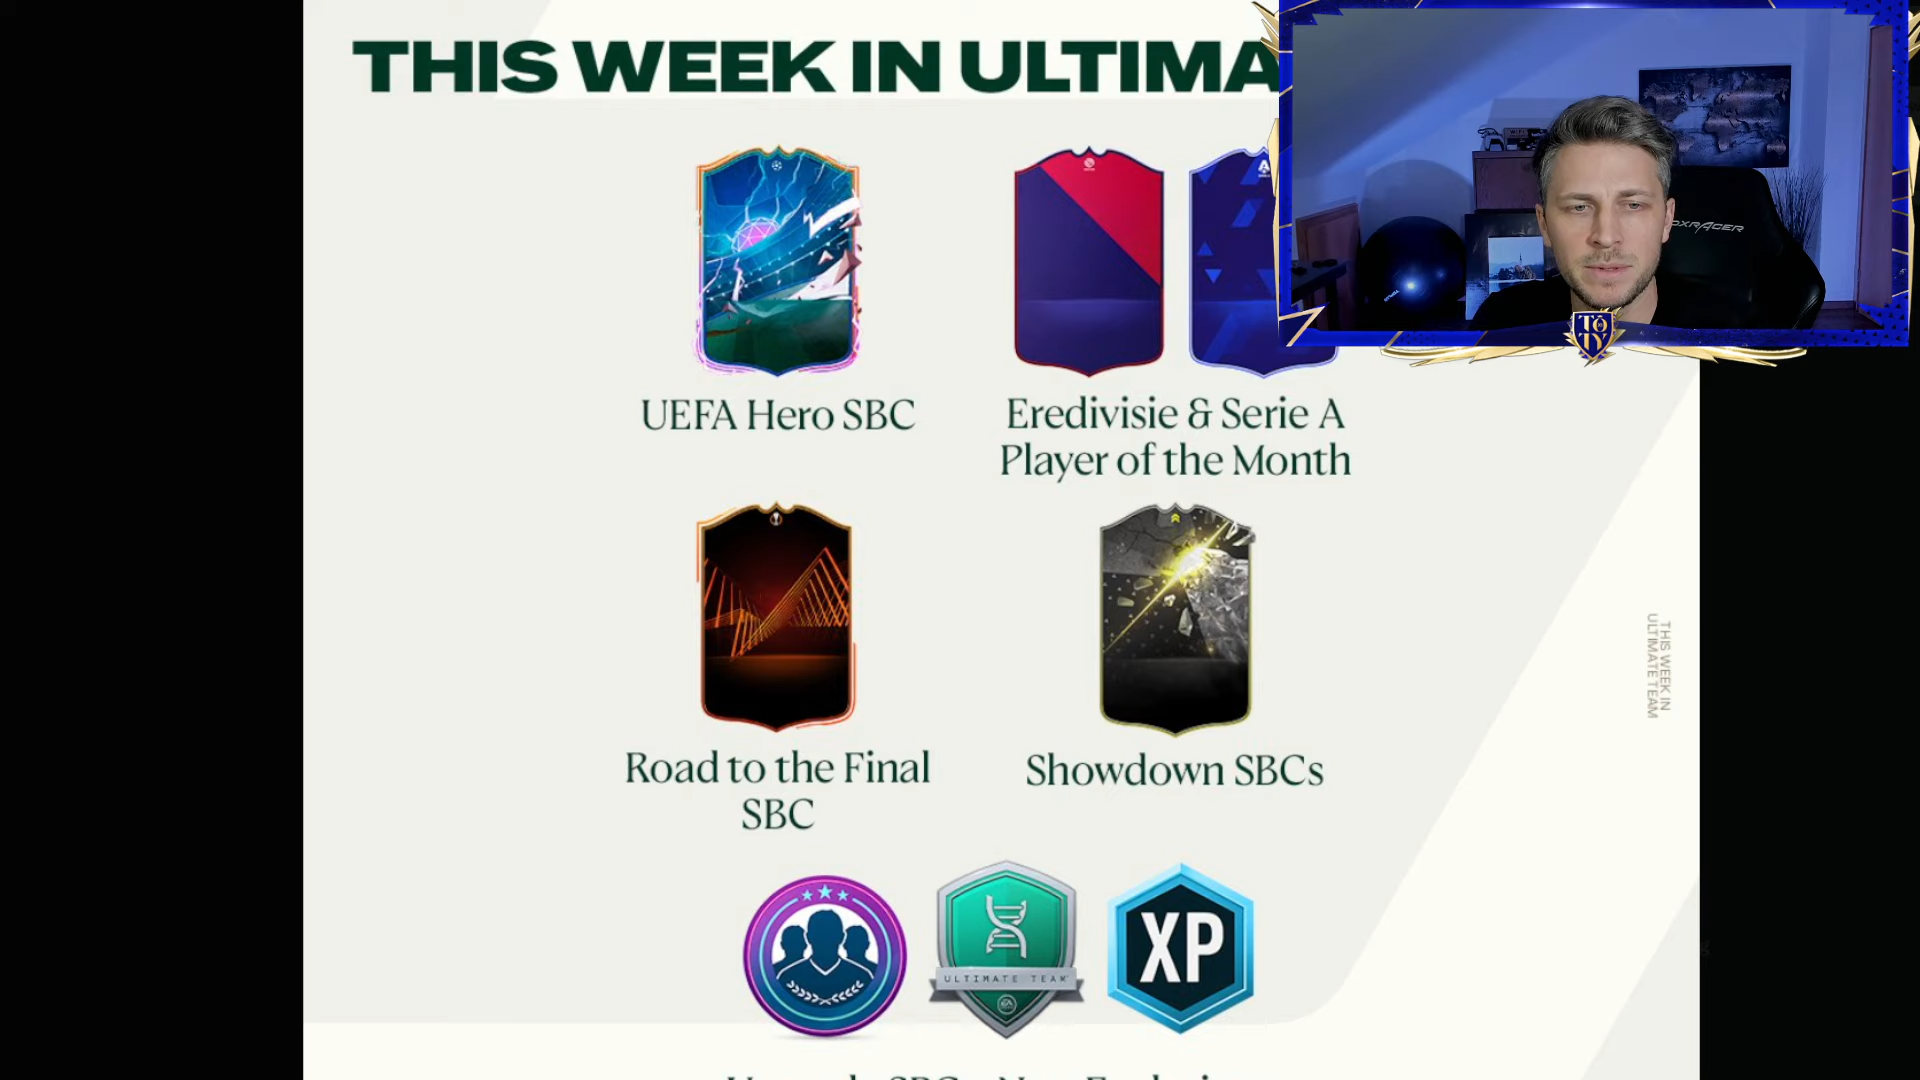 THIS WEEK IN ULTIMA
UEFA Hero SBC
Eredivisie & Serie A
Player of the Month
Road to the Final
SBC
Showdown SBCs
THIS WEEK IN
ULTIMATE TEAM
ULTIMATE TEAM
XP
TOTY